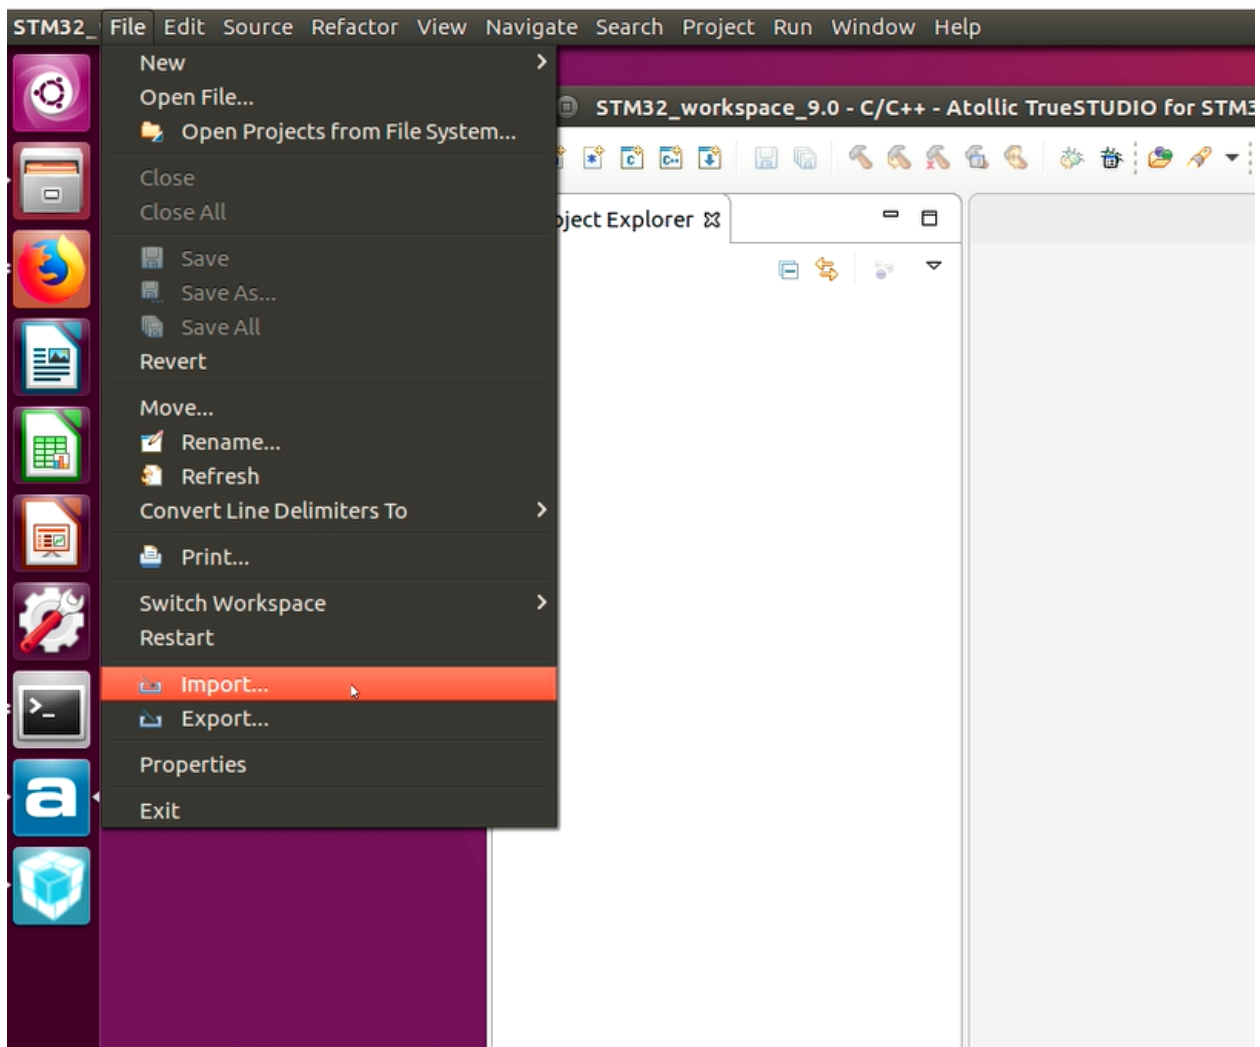 STM32_ File Edit Source Refactor View Navigate Search Project Run Window Help
New
Open File...
Open Projects from File System...
Close
Close All
Save
Save As...
Save All
Revert
Move...
Rename...
Refresh
Convert Line Delimiters To
Print...
Switch Workspace
Restart
Import...
Export...
Properties
Exit
STM32_workspace_9.0 - C/C++ - Atollic TrueSTUDIO for STM3
ject Explorer